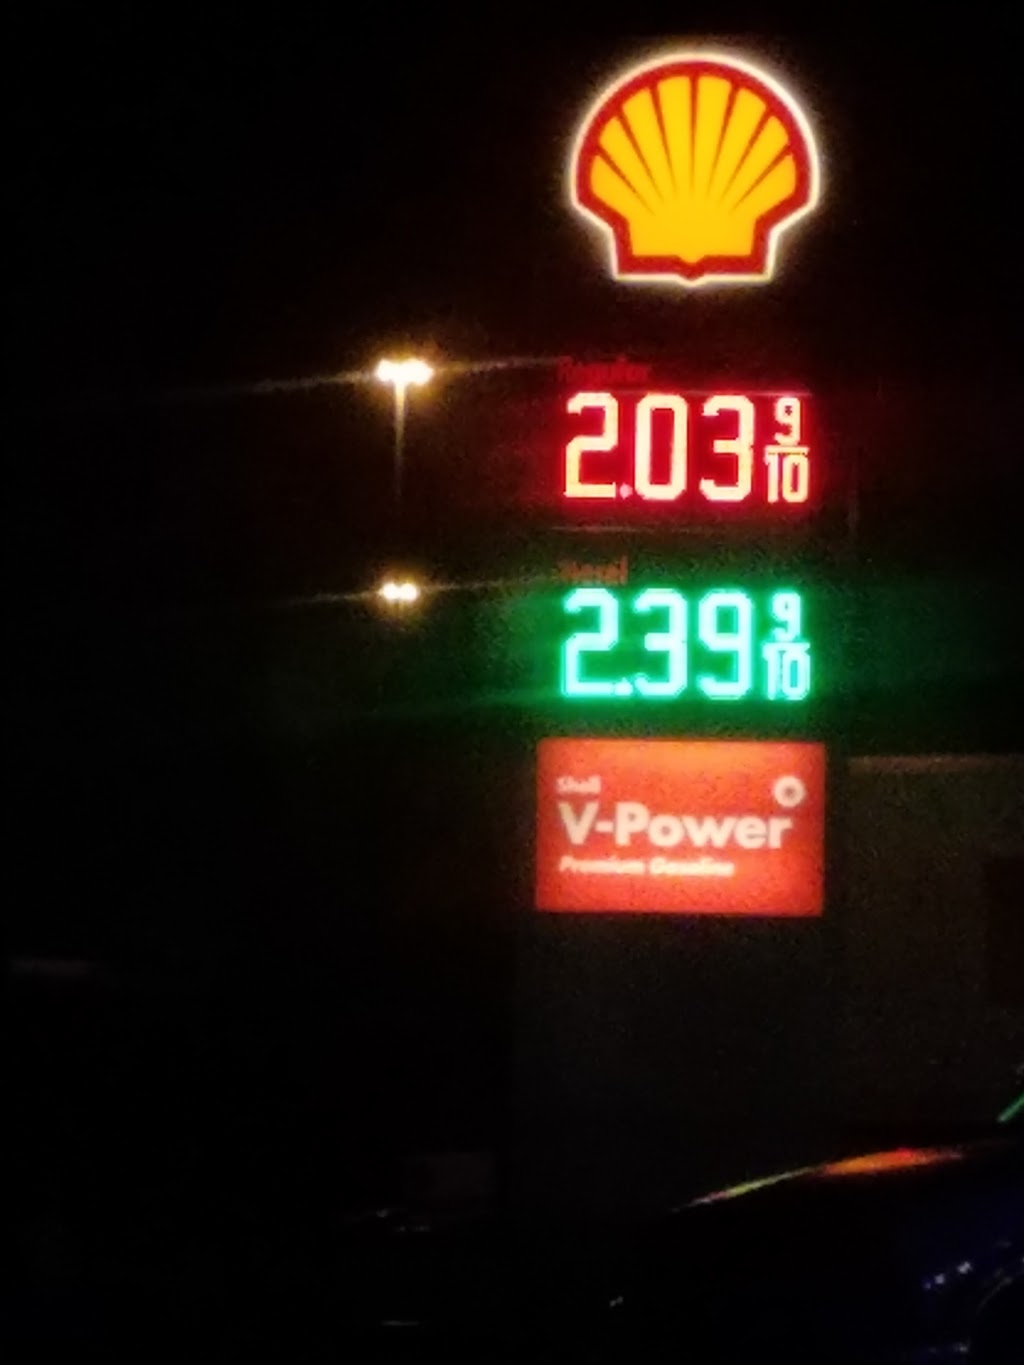 Regular
2.03 9/10
Diesel
2.39 9/10
Shell
V-Power
Premium Gasoline